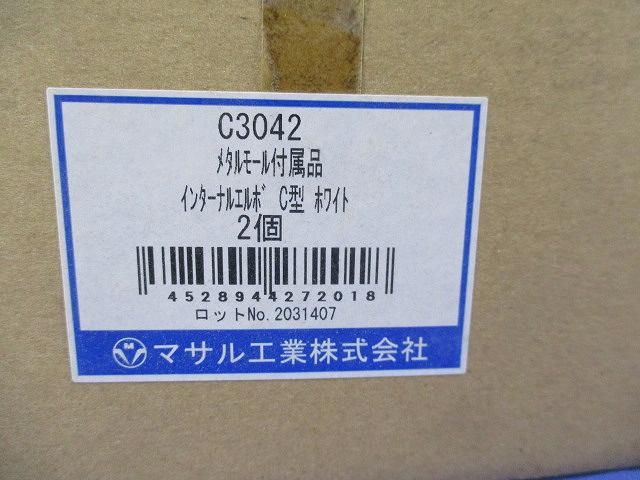 C3042
ﾒﾀﾙﾓｰﾙ付属品
ｲﾝﾀｰﾅﾙｴﾙﾎﾞ C型 ﾎﾜｲﾄ
2個
4528944272018
ロットNo.2031407
M マサル工業株式会社